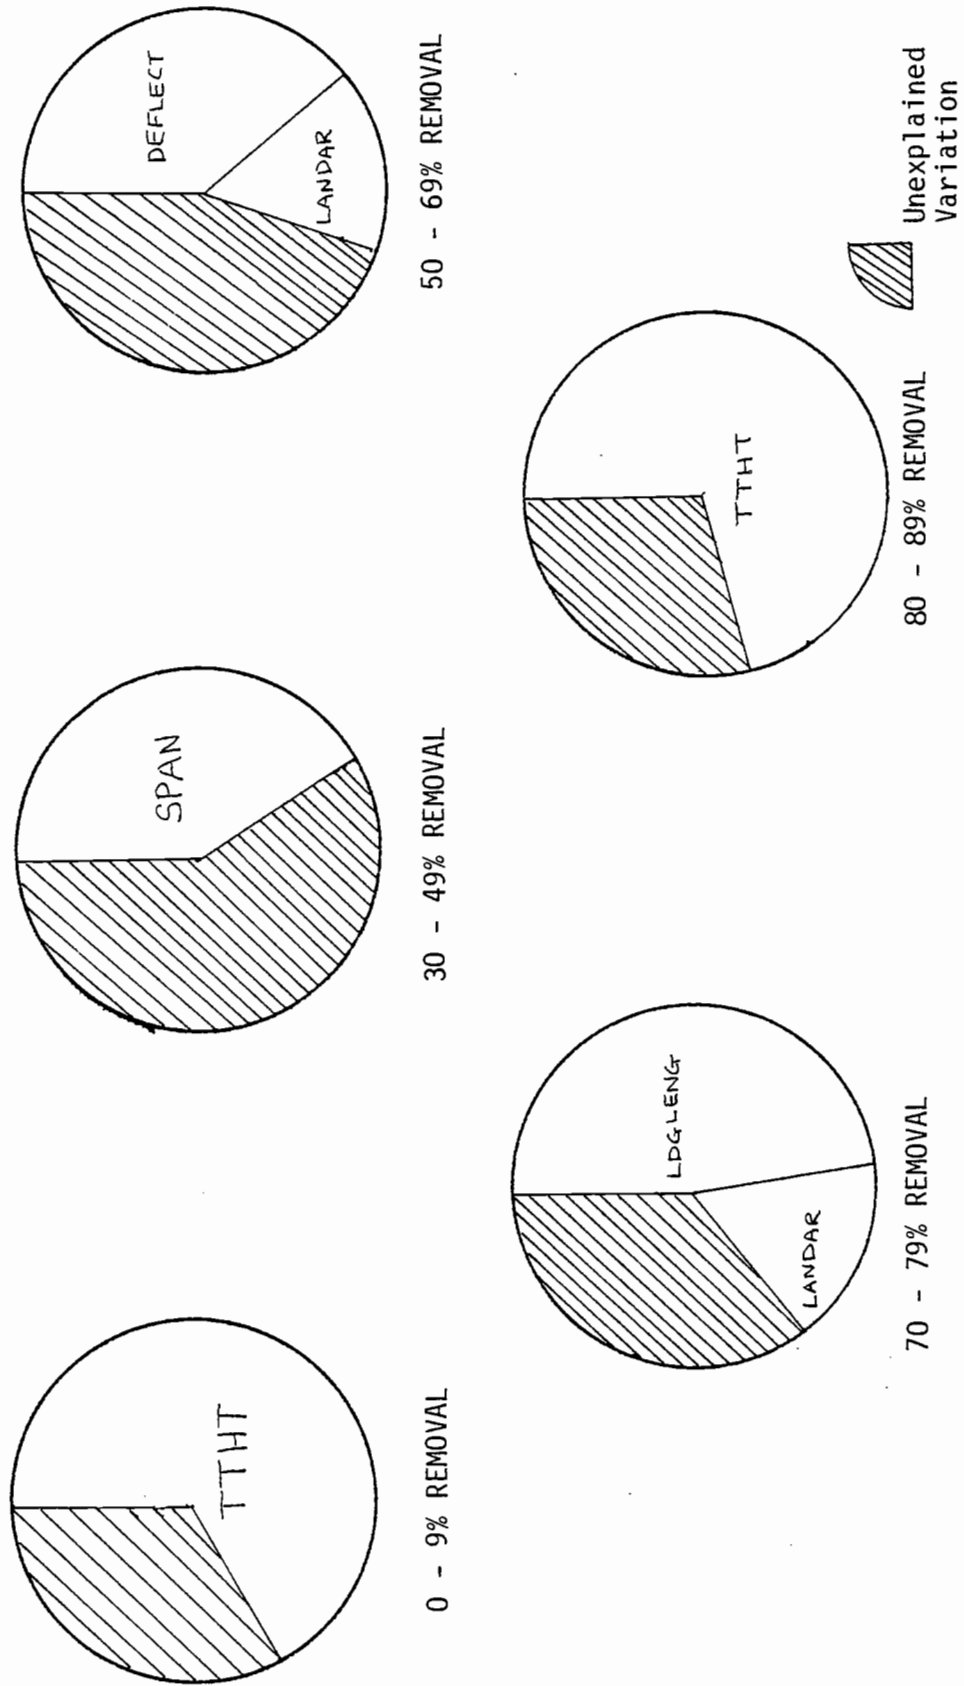 TTHT
0 - 9% REMOVAL
SPAN
30 - 49% REMOVAL
DEFLECT
LANDAR
50 - 69% REMOVAL
LDGLENG
LANDAR
70 - 79% REMOVAL
TTHT
80 - 89% REMOVAL
Unexplained
Variation